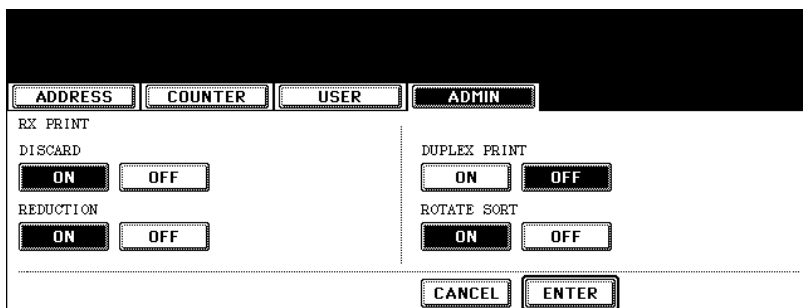 ADDRESS COUNTER USER ADMIN
RX PRINT
DISCARD
ON OFF
REDUCTION
ON OFF
DUPLEX PRINT
ON OFF
ROTATE SORT
ON OFF
CANCEL ENTER